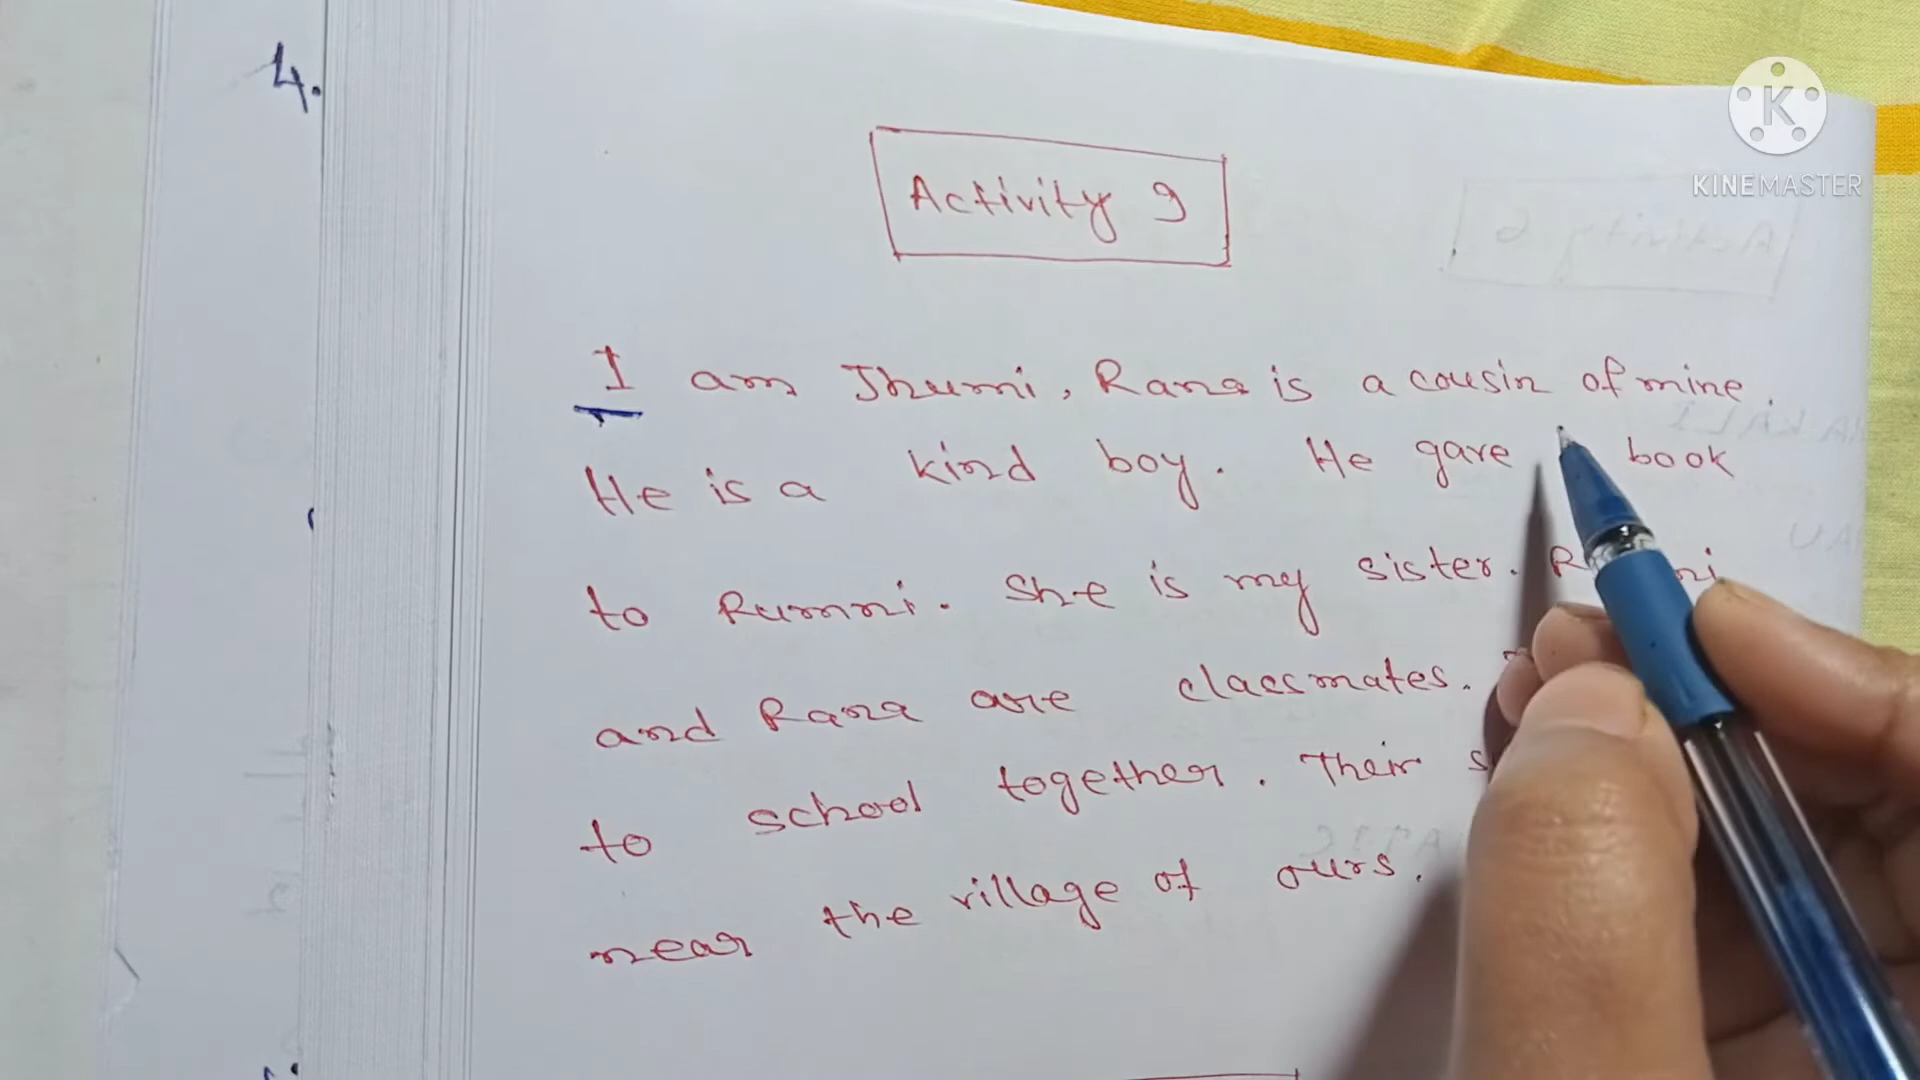 4.
KINEMASTER
Activity 9
I am Jhumi, Rana is a cousin of mine.
He is a kind boy. He gave book
to Rumni. She is my sister.
and Rana are classmates.
to school together. Their
near the village of ours.